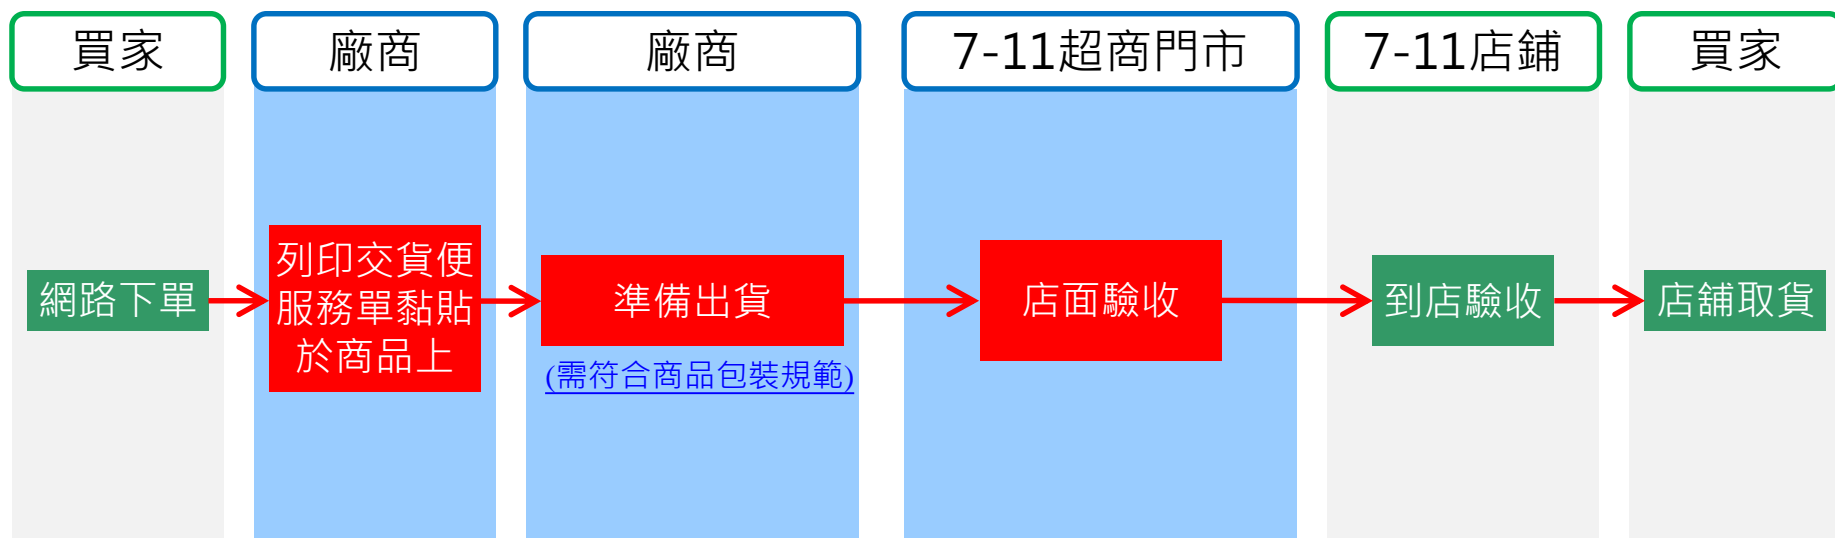 買家
廠商
廠商
7-11超商門市
7-11店鋪
買家
網路下單
列印交貨便
服務單黏貼
於商品上
準備出貨
(需符合商品包裝規範)
店面驗收
到店驗收
店舖取貨